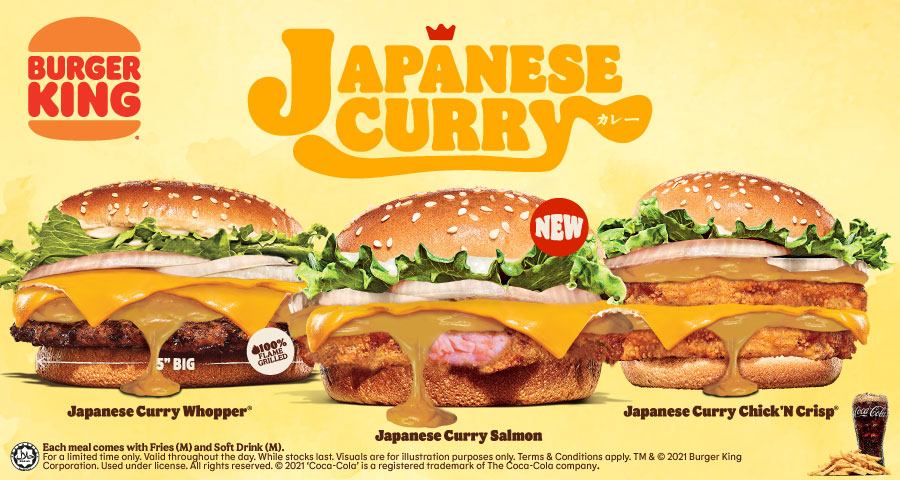 BURGER
KING
JAPANESE
CURRY
カレー
NEW
100%
FLAME
GRILLED
5" BIG
Japanese Curry Whopper®
Japanese Curry Salmon
Japanese Curry Chick'N Crisp®
Coca-Cola
Each meal comes with Fries (M) and Soft Drink (M).
For a limited time only. Valid throughout the day. While stocks last. Visuals are for illustration purposes only. Terms & Conditions apply. TM & © 2021 Burger King
Corporation. Used under license. All rights reserved. © 2021 'Coca-Cola' is a registered trademark of The Coca-Cola company.